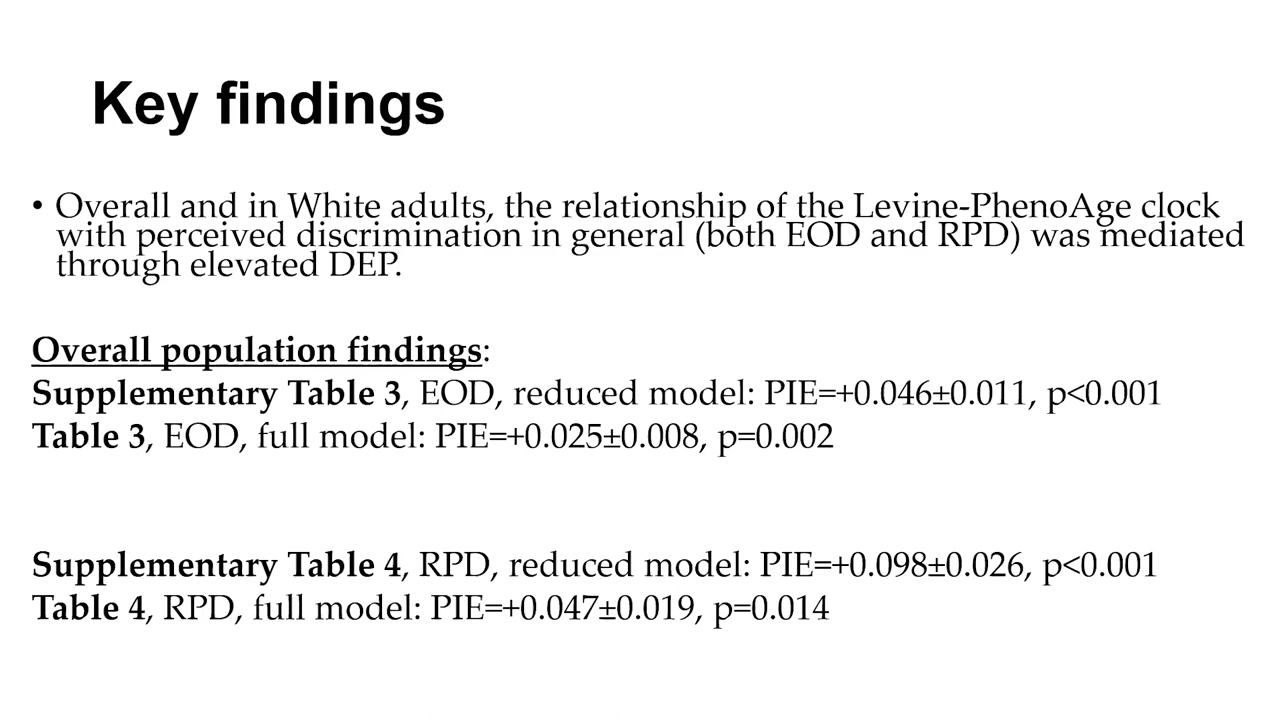 Key findings
• Overall and in White adults, the relationship of the Levine-PhenoAge clock
with perceived discrimination in general (both EOD and RPD) was mediated
through elevated DEP.
Overall population findings:
Supplementary Table 3, EOD, reduced model: PIE=+0.046±0.011, p<0.001
Table 3, EOD, full model: PIE=+0.025±0.008, p=0.002
Supplementary Table 4, RPD, reduced model: PIE=+0.098±0.026, p<0.001
Table 4, RPD, full model: PIE=+0.047±0.019, p=0.014